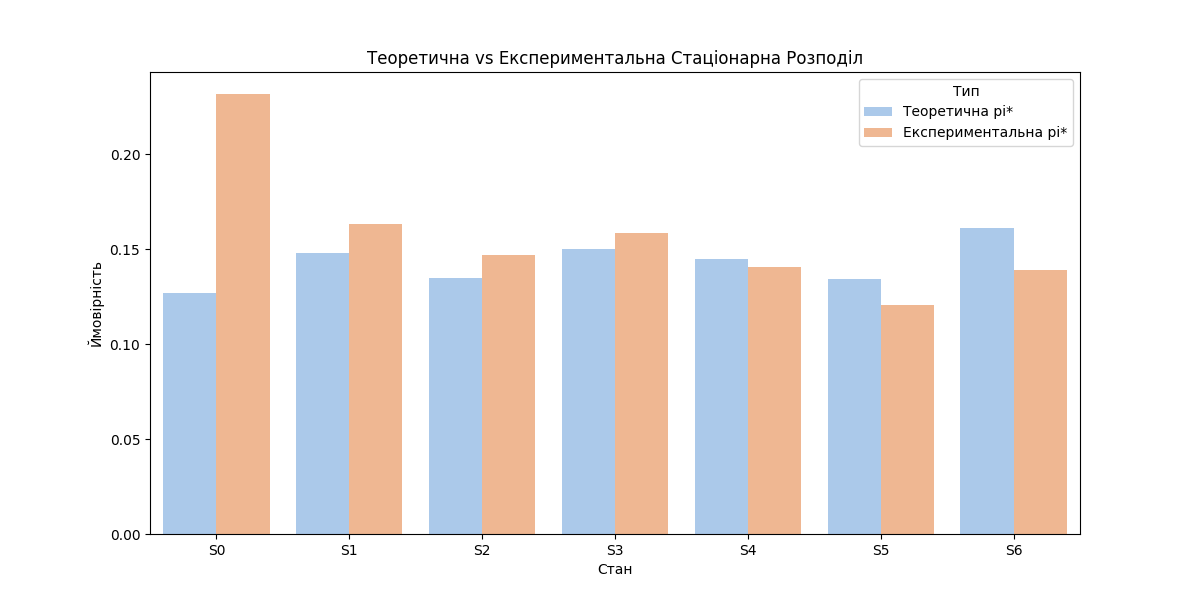 Теоретична vs Експериментальна Стаціонарна Розподіл
Тип
Теоретична pi*
Експериментальна pi*
Ймовірність
0.20
0.15
0.10
0.05
0.00
S0 S1 S2 S3 S4 S5 S6
Стан